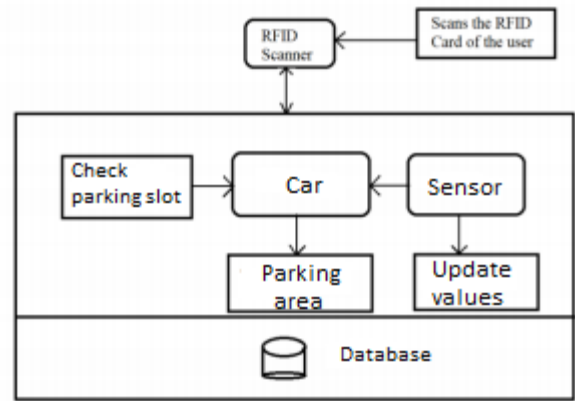 RFID
Scanner
Scans the RFID
Card of the user
Check
parking slot
Car
Sensor
Parking
area
Update
values
Database